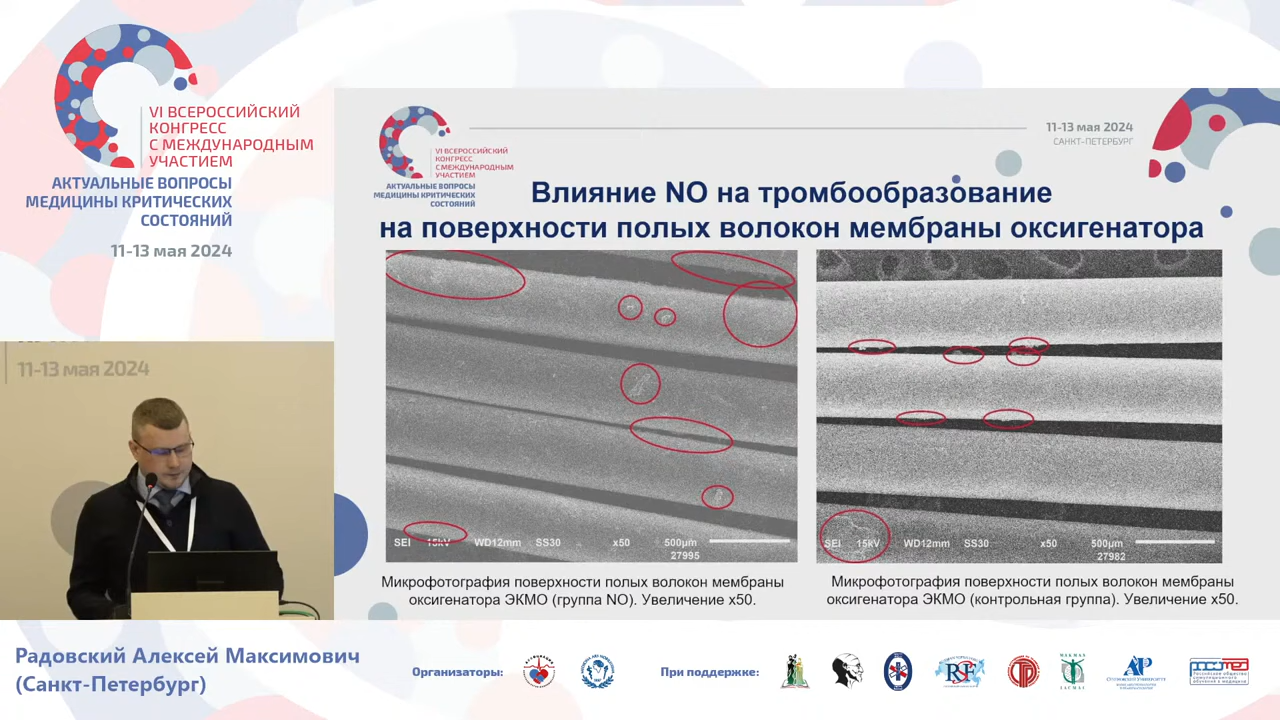 VI ВСЕРОССИЙСКИЙ
КОНГРЕСС
С МЕЖДУНАРОДНЫМ
УЧАСТИЕМ
АКТУАЛЬНЫЕ ВОПРОСЫ
МЕДИЦИНЫ КРИТИЧЕСКИХ
СОСТОЯНИЙ
11-13 мая 2024
11-13 мая 2024
VI ВСЕРОССИЙСКИЙ
КОНГРЕСС
С МЕЖДУНАРОДНЫМ
УЧАСТИЕМ
АКТУАЛЬНЫЕ ВОПРОСЫ
МЕДИЦИНЫ КРИТИЧЕСКИХ
СОСТОЯНИЙ
11-13 мая 2024
САНКТ-ПЕТЕРБУРГ
Влияние NO на тромбообразование
на поверхности полых волокон мембраны оксигенатора
SEI 15kV WD12mm SS30 x50 500µm
27995
SEI 15kV WD12mm SS30 x50 500µm
27982
Микрофотография поверхности полых волокон мембраны
оксигенатора ЭКМО (группа NO). Увеличение x50.
Микрофотография поверхности полых волокон мембраны
оксигенатора ЭКМО (контрольная группа). Увеличение x50.
Радовский Алексей Максимович
(Санкт-Петербург)
Организаторы:
При поддержке: